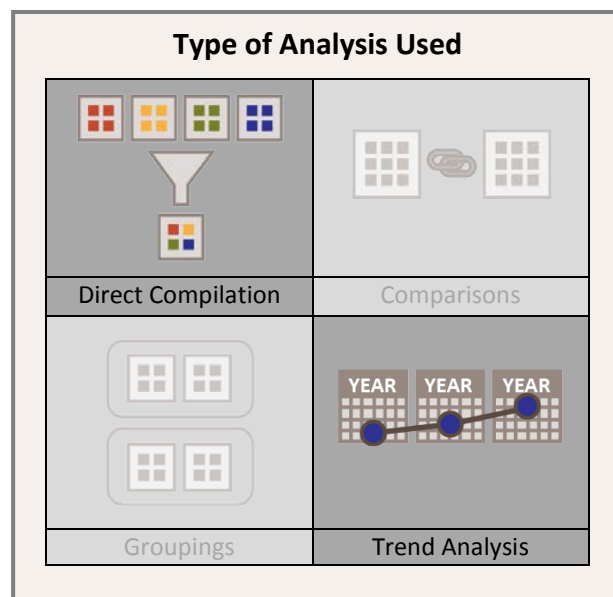 Type of Analysis Used
Direct Compilation
Comparisons
YEAR YEAR YEAR
Groupings
Trend Analysis